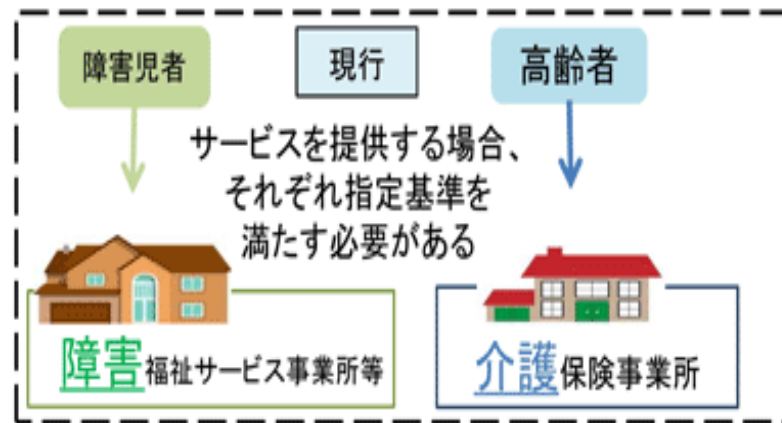 障害児者
現行
高齢者
サービスを提供する場合、
それぞれ指定基準を
満たす必要がある
障害福祉サービス事業所等
介護保険事業所